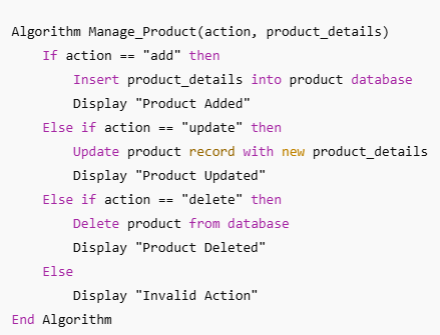 Algorithm Manage_Product(action, product_details)
    If action == "add" then
        Insert product_details into product database
        Display "Product Added"
    Else if action == "update" then
        Update product record with new product_details
        Display "Product Updated"
    Else if action == "delete" then
        Delete product from database
        Display "Product Deleted"
    Else
        Display "Invalid Action"
End Algorithm